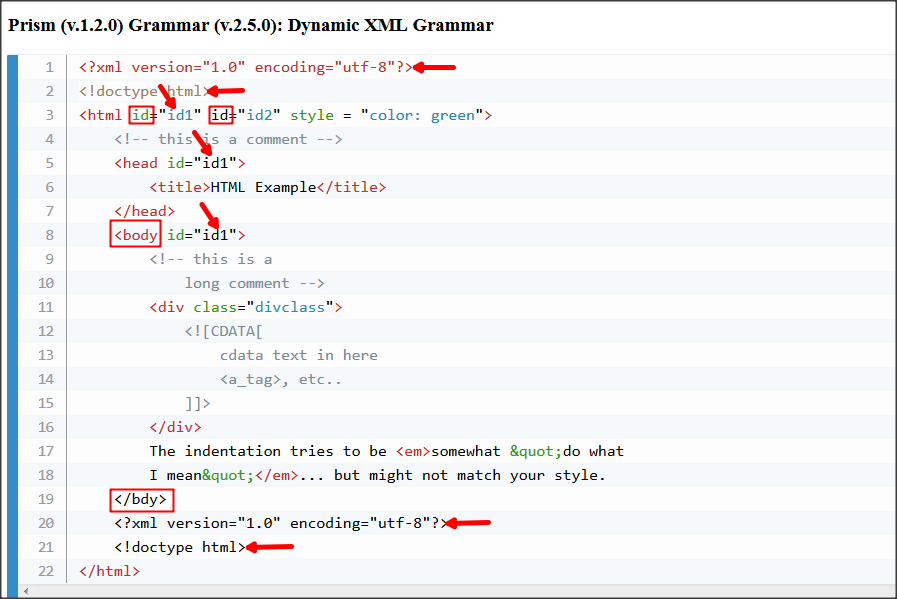 Prism (v.1.2.0) Grammar (v.2.5.0): Dynamic XML Grammar
1 <?xml version="1.0" encoding="utf-8"?>
2 <!doctype html>
3 <html id="id1" id="id2" style = "color: green">
4 <!-- this is a comment -->
5 <head id="id1">
6 <title>HTML Example</title>
7 </head>
8 <body id="id1">
9 <!-- this is a
10 long comment -->
11 <div class="divclass">
12 <![CDATA[
13 cdata text in here
14 <a_tag>, etc..
15 ]]>
16 </div>
17 The indentation tries to be <em>somewhat &quot;do what
18 I mean&quot;</em>... but might not match your style.
19 </bdy>
20 <?xml version="1.0" encoding="utf-8"?>
21 <!doctype html>
22 </html>